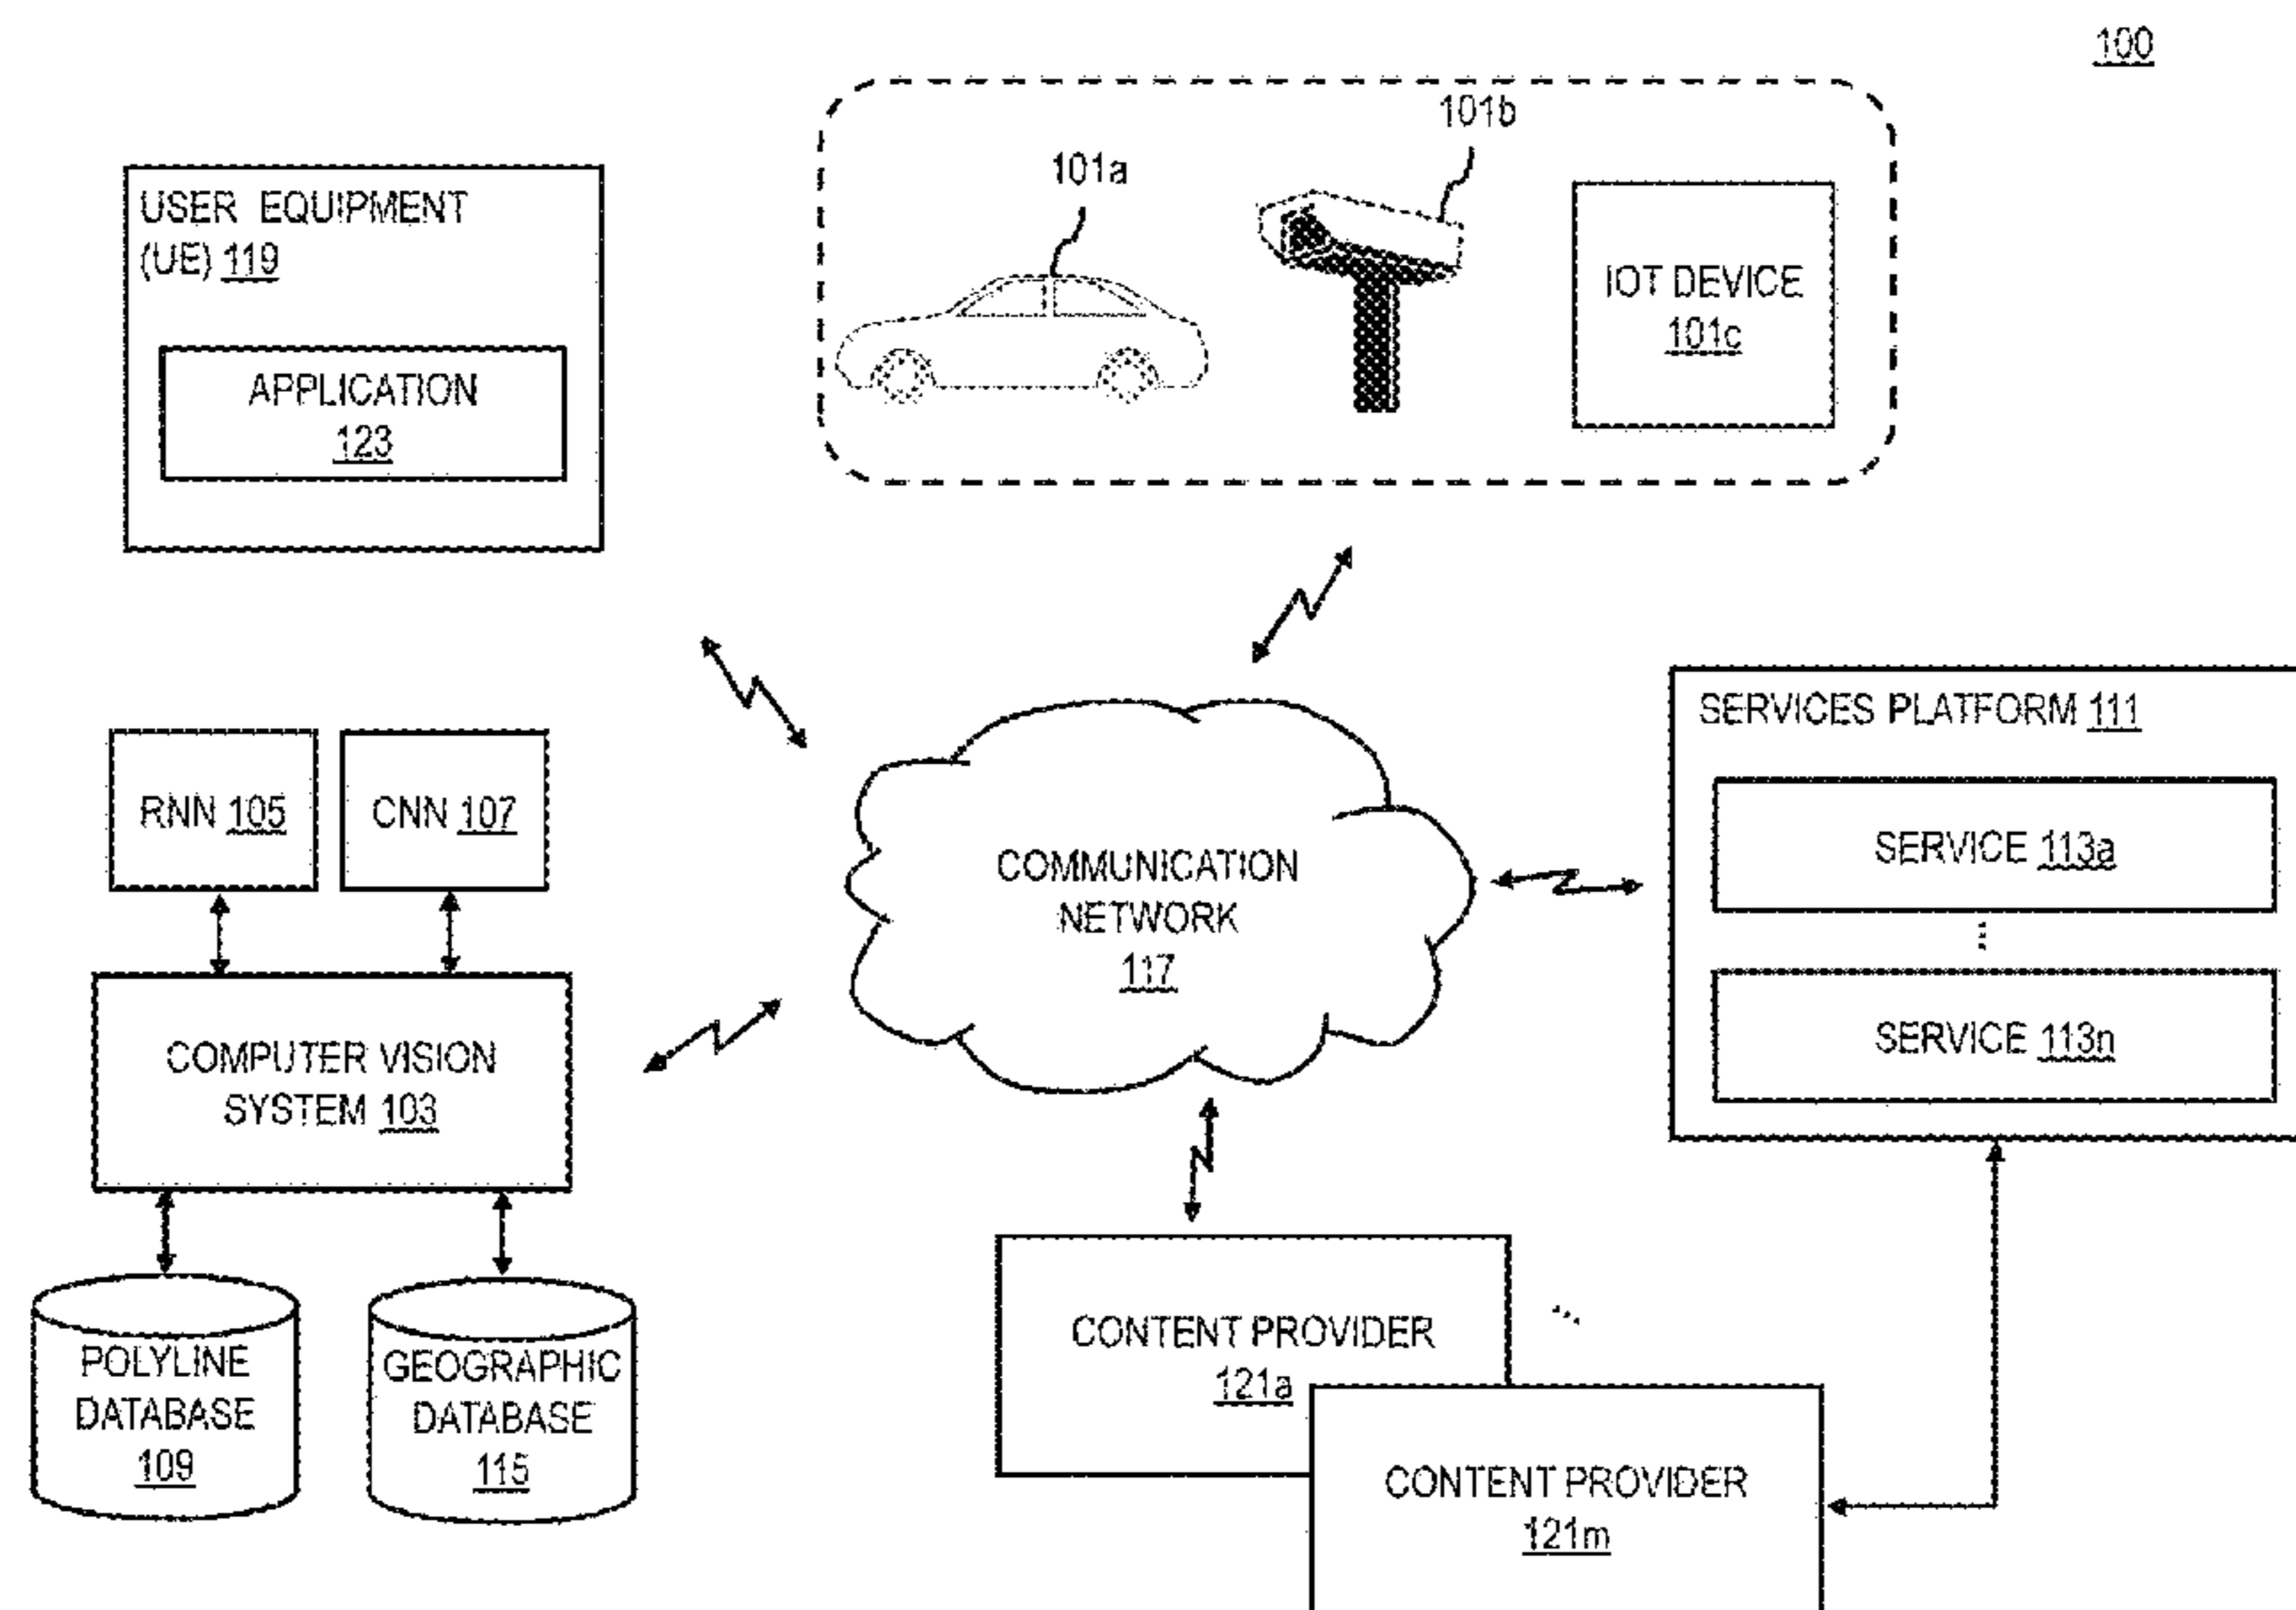 100
101b
101a
USER EQUIPMENT
(UE) 119
APPLICATION
123
IOT DEVICE
101c
SERVICES PLATFORM 111
SERVICE 113a
SERVICE 113n
RNN 105
CNN 107
COMMUNICATION
NETWORK
117
COMPUTER VISION
SYSTEM 103
POLYLINE
DATABASE
109
GEOGRAPHIC
DATABASE
115
CONTENT PROVIDER
121a
CONTENT PROVIDER
121m